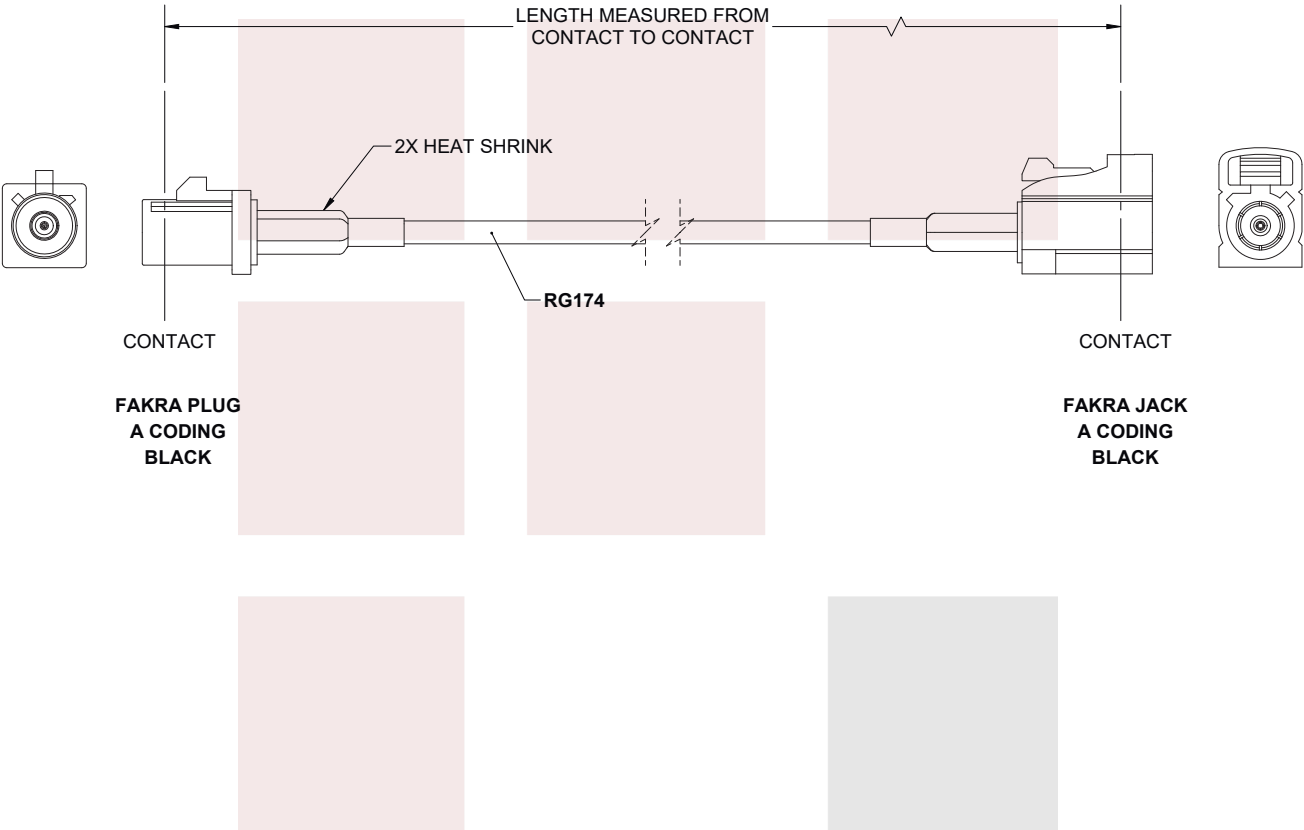 LENGTH MEASURED FROM
CONTACT TO CONTACT
2X HEAT SHRINK
RG174
CONTACT
CONTACT
FAKRA PLUG
A CODING
BLACK
FAKRA JACK
A CODING
BLACK